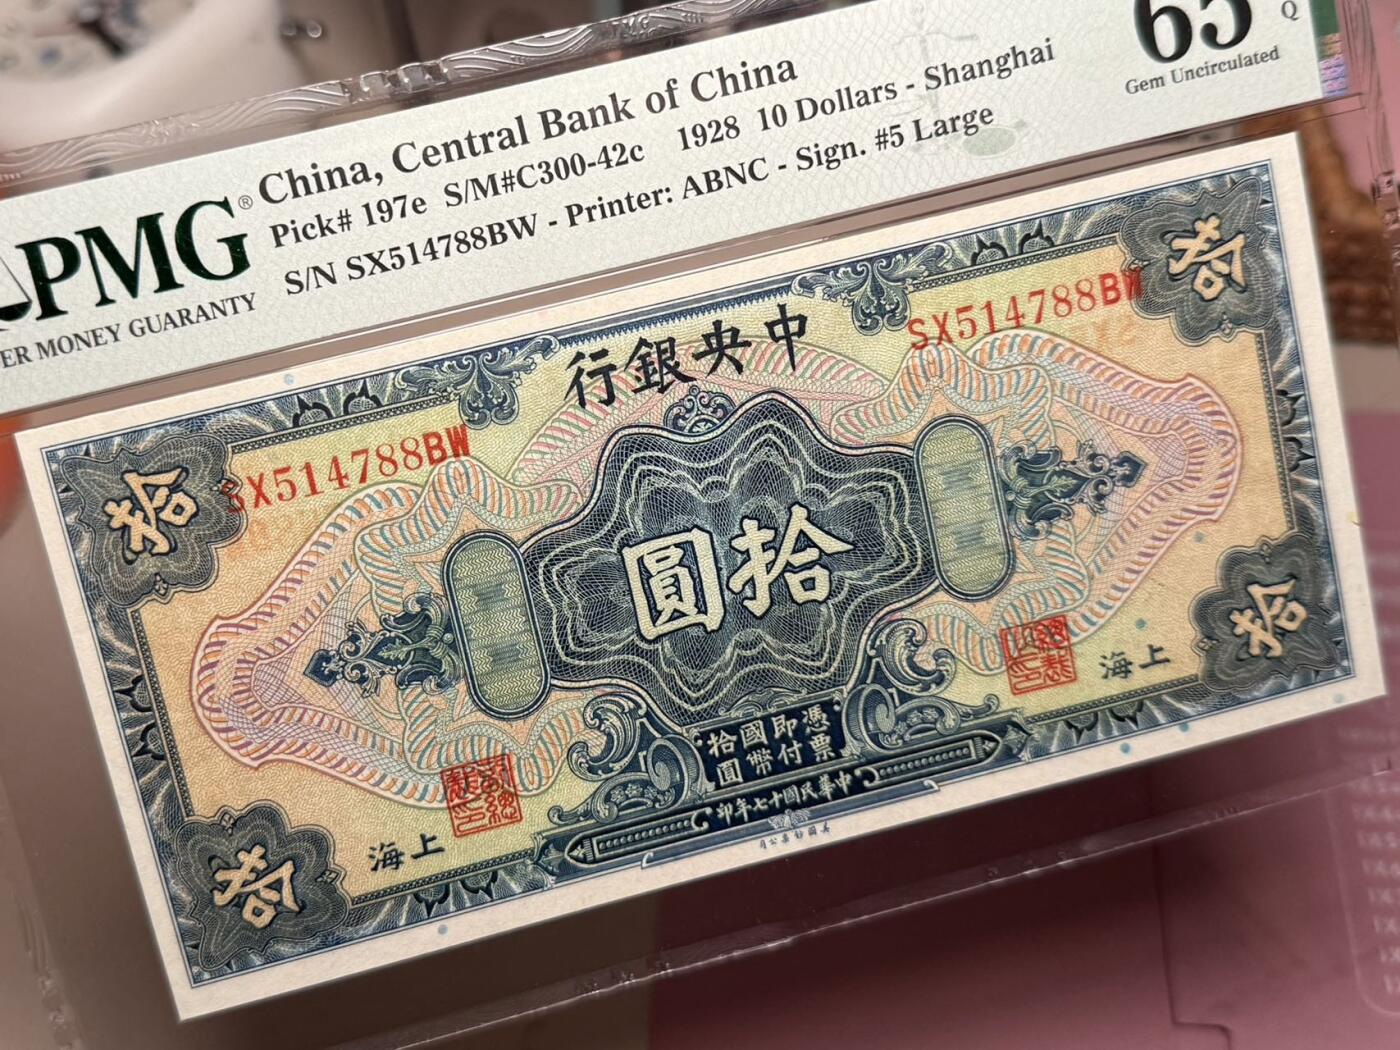 China, Central Bank of China
Pick# 197e S/M#C300-42c 1928 10 Dollars - Shanghai
S/N SX514788BW - Printer: ABNC - Sign. #5 Large
PMG®
ER MONEY GUARANTY
65
Q
Gem Uncirculated
拾
拾
行銀央中
SX514788BW
SX514788BW
圓拾
海上
海上
拾國即憑
圓幣付票
印年七十國民華中
拾
拾